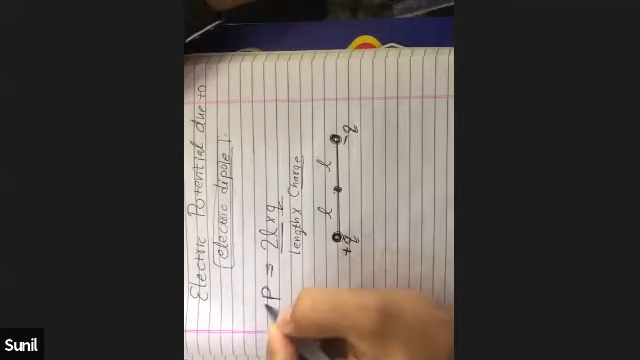 Electric Potential due to
electric dipole
P = 2l×q
length × Charge
+q l l -q
Sunil